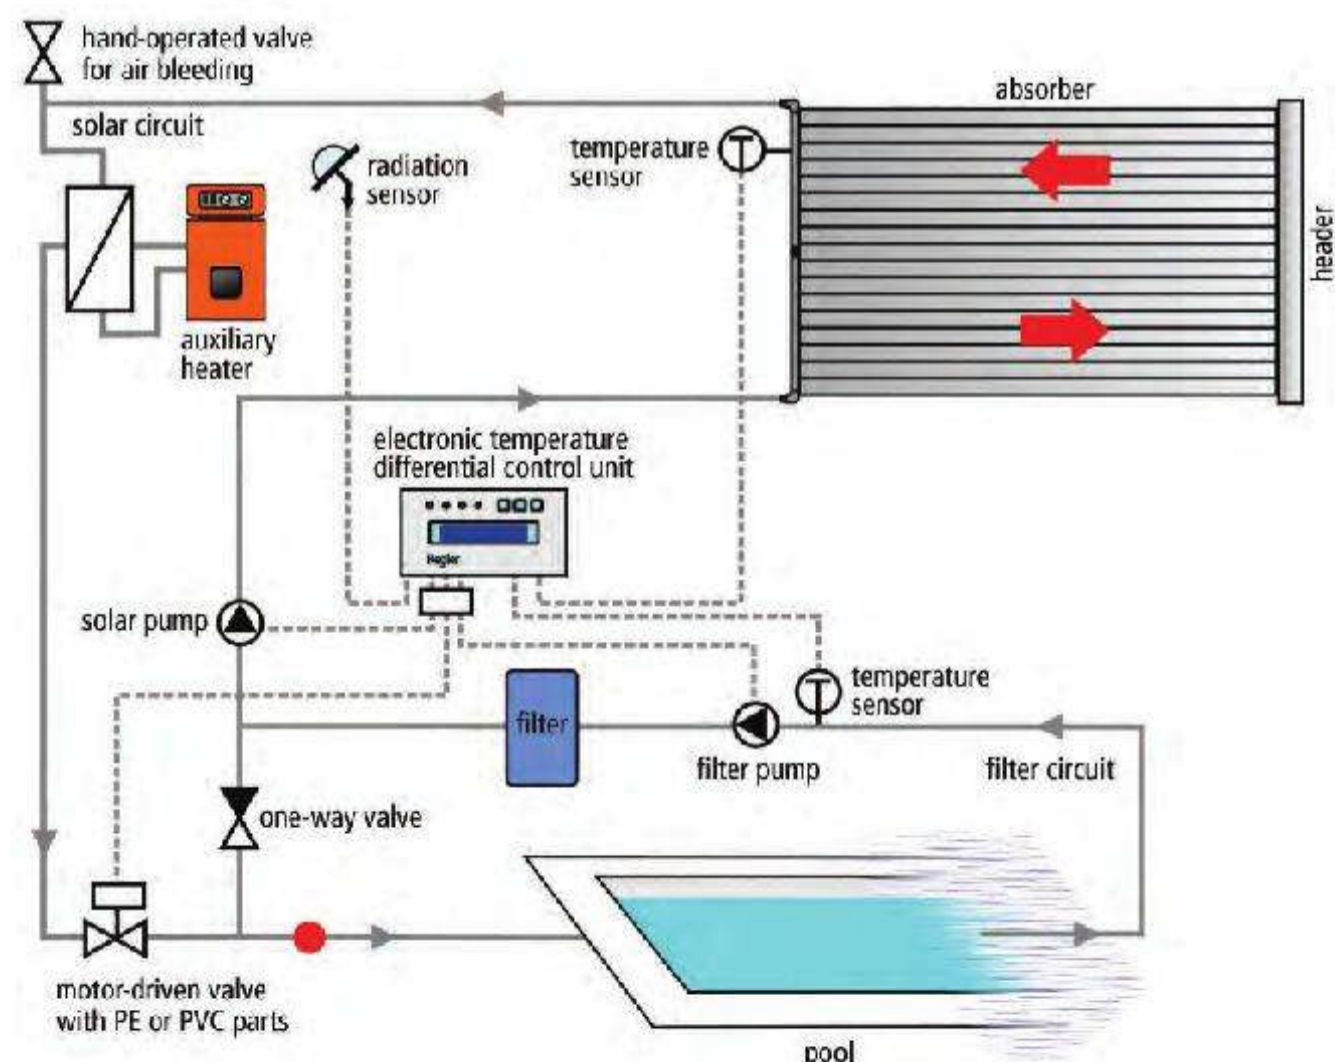 hand-operated valve
for air bleeding
absorber
solar circuit
radiation
sensor
temperature
sensor
header
auxiliary
heater
electronic temperature
differential control unit
Regler
solar pump
filter
temperature
sensor
filter pump
filter circuit
one-way valve
motor-driven valve
with PE or PVC parts
pool